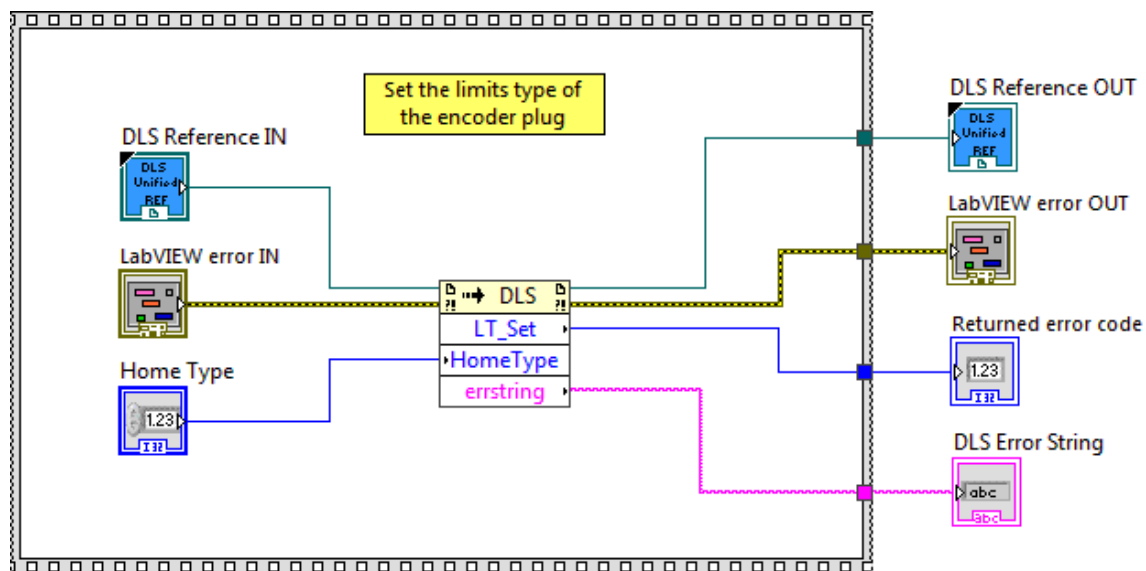 Set the limits type of
the encoder plug
DLS Reference IN
DLS
Unified
REF
DLS Reference OUT
DLS
Unified
REF
LabVIEW error IN
LabVIEW error OUT
?! DLS ?!
LT_Set
HomeType
errstring
Home Type
1.23
I32
Returned error code
1.23
I32
DLS Error String
abc
abc